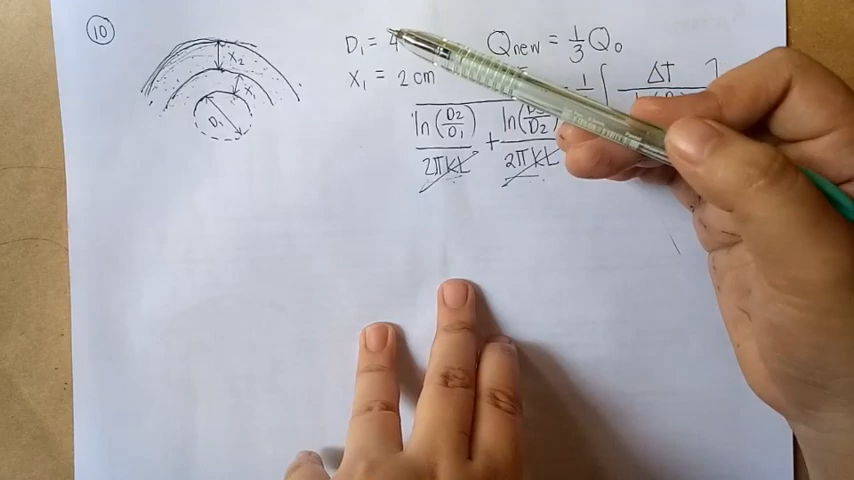 10
X₂
X₁
D₁
D₁ = 4
X₁ = 2 cm
Qnew = 1/3 Q₀
ΔT
ln(D₂/D₁)/2πKL + ln(D₃/D₂)/2πKL